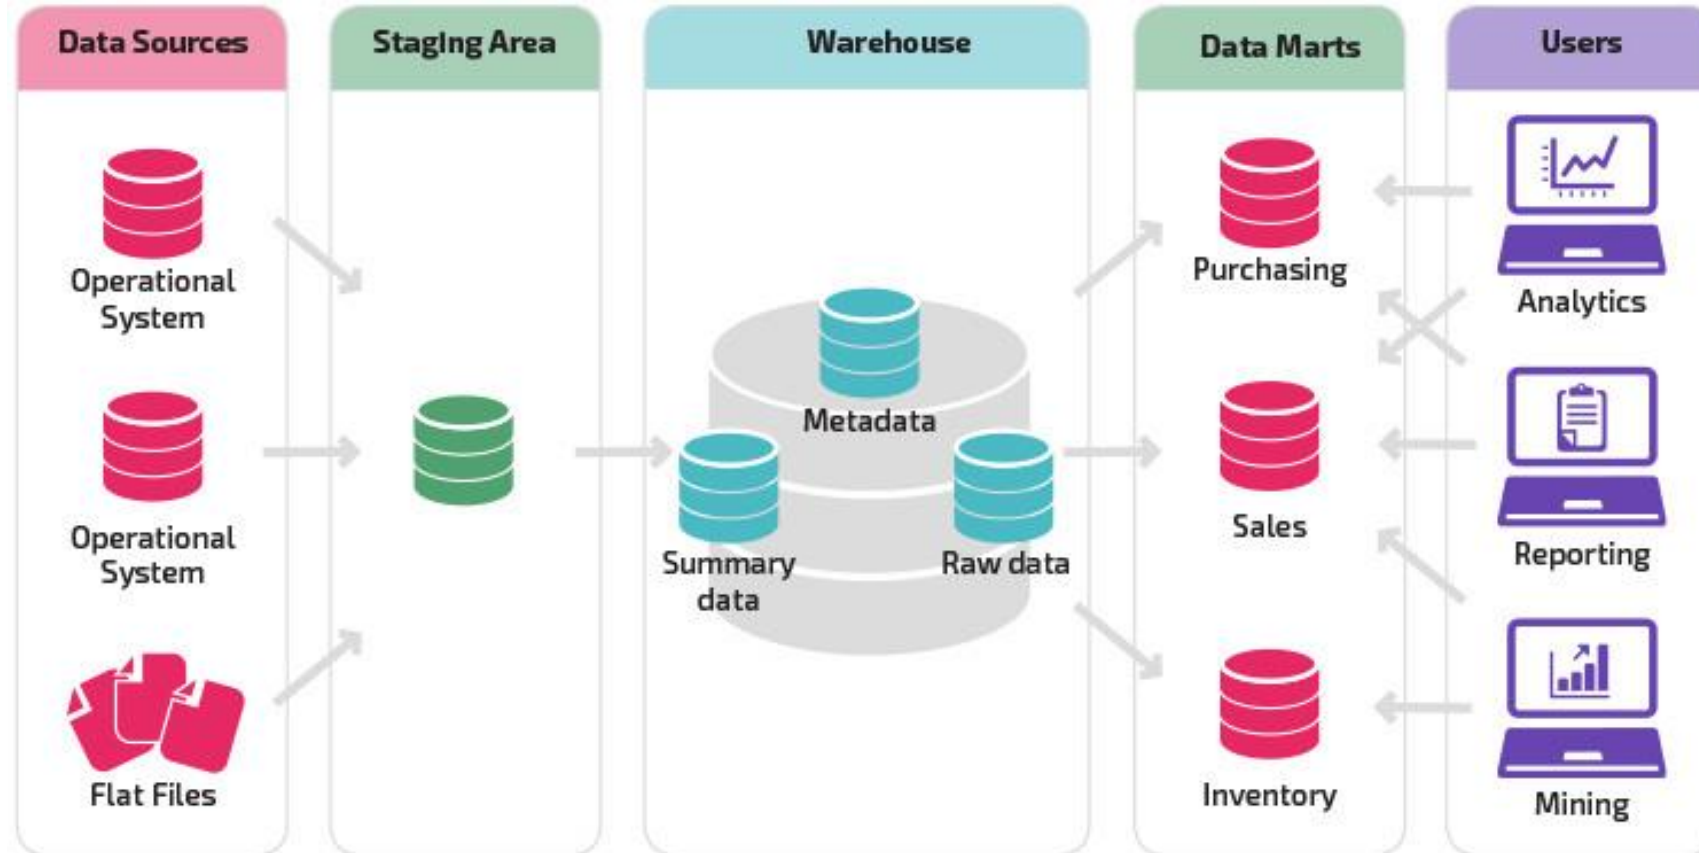 Data Sources
Staging Area
Warehouse
Data Marts
Users
Operational
System
Operational
System
Flat Files
Metadata
Summary
data
Raw data
Purchasing
Sales
Inventory
Analytics
Reporting
Mining